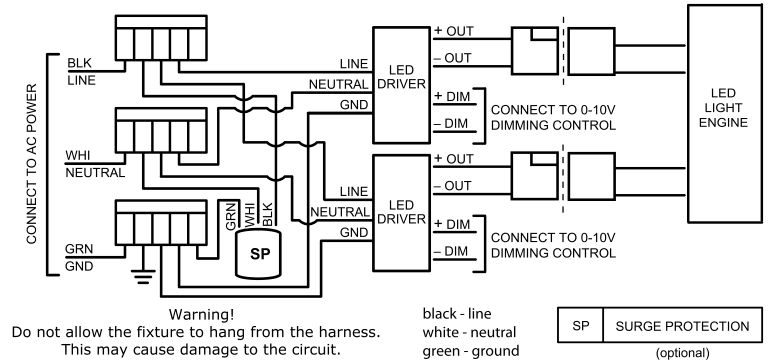 CONNECT TO AC POWER
BLK
LINE
WHI
NEUTRAL
GRN
GND
GRN
WHI
BLK
SP
LINE
NEUTRAL
GND
LED
DRIVER
+ OUT
– OUT
+ DIM
– DIM
CONNECT TO 0-10V
DIMMING CONTROL
LINE
NEUTRAL
GND
LED
DRIVER
+ OUT
– OUT
+ DIM
– DIM
CONNECT TO 0-10V
DIMMING CONTROL
LED
LIGHT
ENGINE
Warning!
Do not allow the fixture to hang from the harness.
This may cause damage to the circuit.
black - line
white - neutral
green - ground
SP SURGE PROTECTION
(optional)